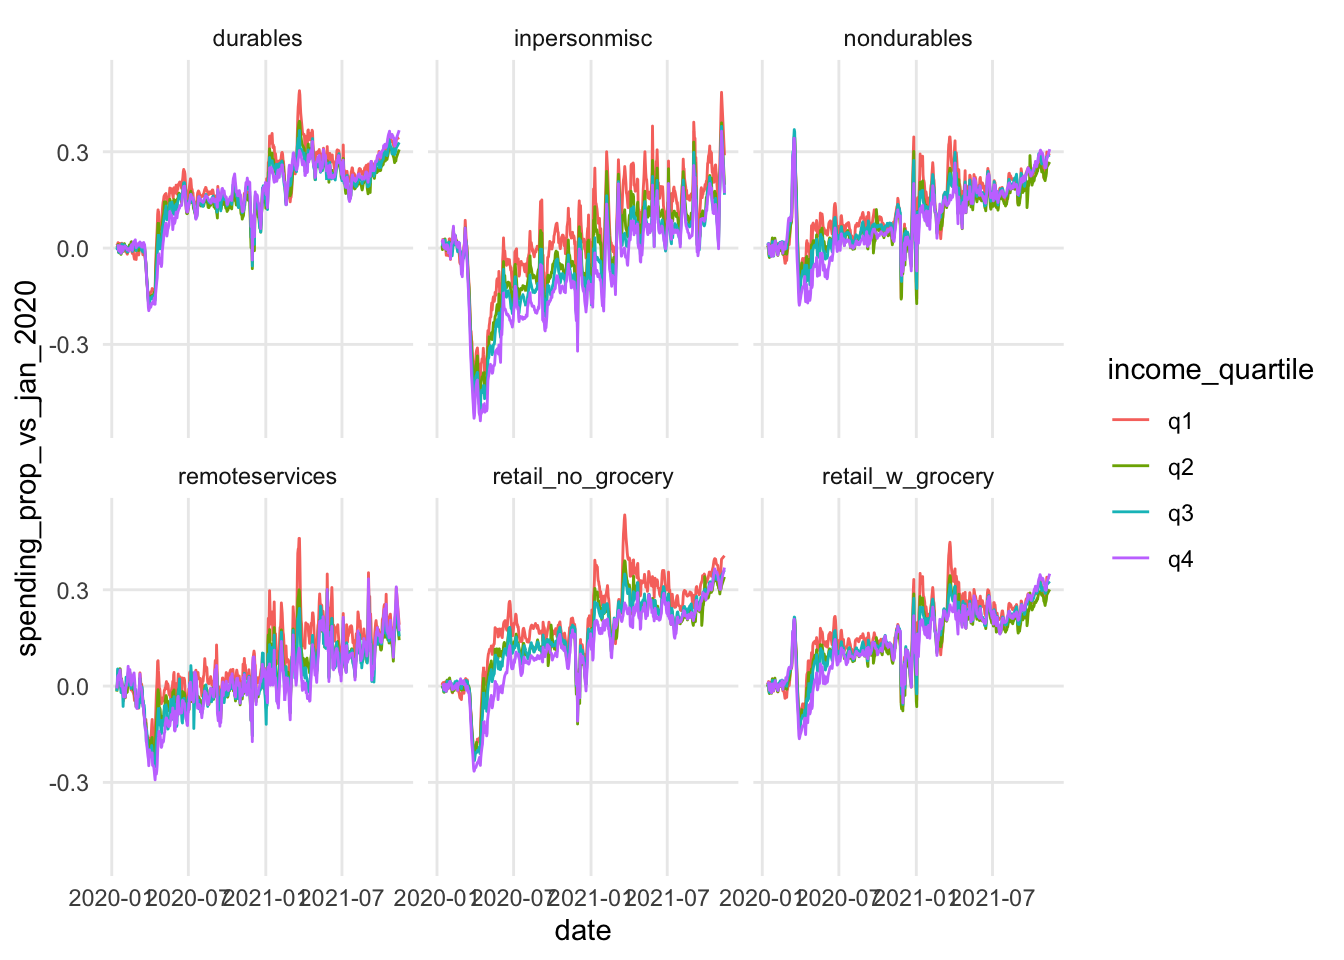 durables
inpersonmisc
nondurables
0.3
0.0
-0.3
remoteservices
retail_no_grocery
retail_w_grocery
0.3
0.0
-0.3
2020-01 2020-07 2021-01 2021-07
2020-01 2020-07 2021-01 2021-07
2020-01 2020-07 2021-01 2021-07
date
spending_prop_vs_jan_2020
income_quartile
q1
q2
q3
q4